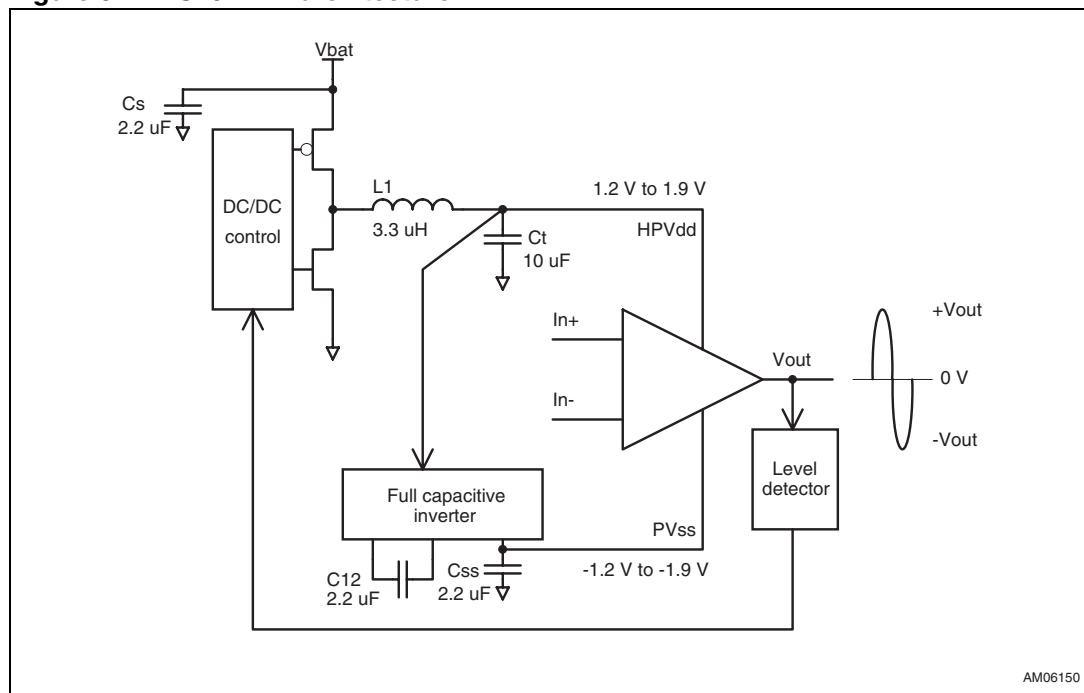 Vbat
Cs
2.2 uF
DC/DC
control
L1
3.3 uH
1.2 V to 1.9 V
HPVdd
Ct
10 uF
In+
In-
Vout
+Vout
0 V
-Vout
Level
detector
Full capacitive
inverter
PVss
-1.2 V to -1.9 V
C12
2.2 uF
Css
2.2 uF
AM06150